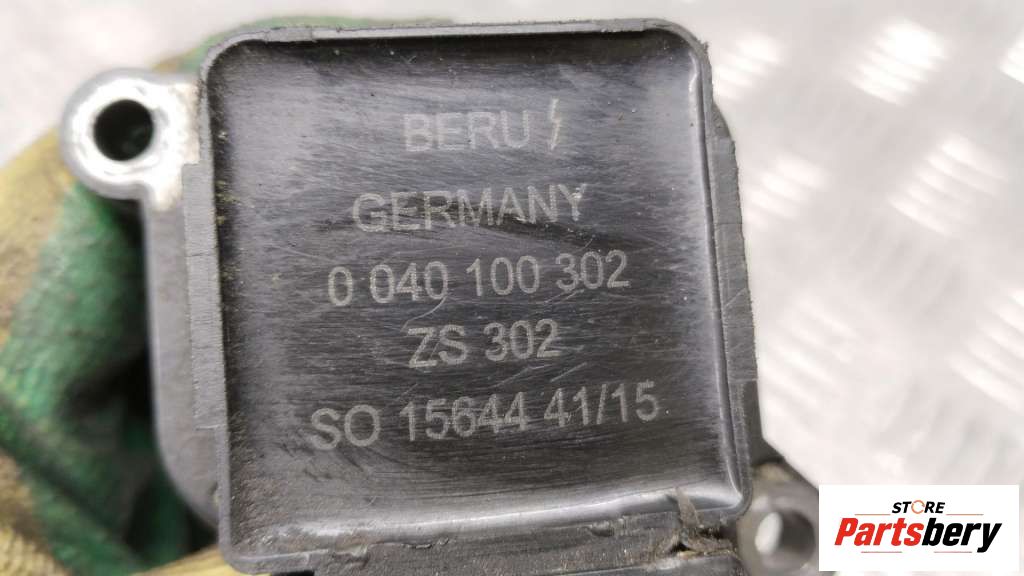 BERU
GERMANY
0 040 100 302
ZS 302
SO 15644 41/15
STORE
Partsbery